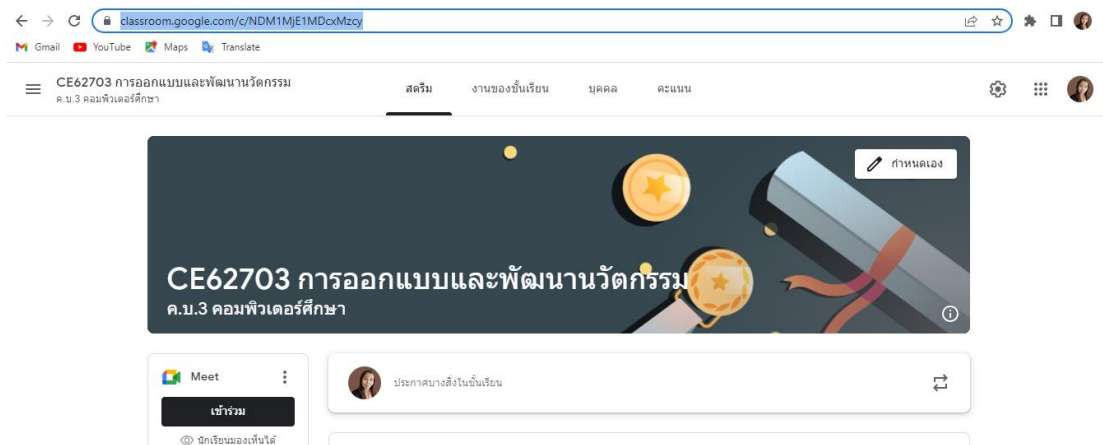 classroom.google.com/c/NDM1MjE1MDcxMzcy
Gmail YouTube Maps Translate
CE62703 การออกแบบและพัฒนานวัตกรรม
ค.บ.3 คอมพิวเตอร์ศึกษา
สตรีม งานของชั้นเรียน บุคคล คะแนน
กำหนดเอง
CE62703 การออกแบบและพัฒนานวัตกรรม
ค.บ.3 คอมพิวเตอร์ศึกษา
Meet
ประกาศบางสิ่งในชั้นเรียน
เข้าร่วม
นักเรียนมองเห็นได้